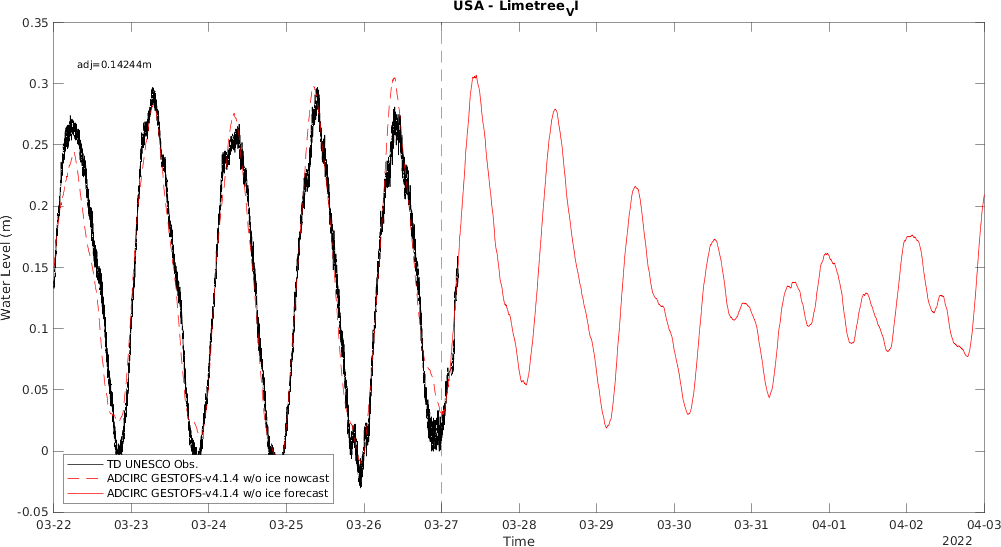 USA - Limetree_VI
0.35
0.3
0.25
0.2
0.15
0.1
0.05
0
-0.05
Water Level (m)
adj=0.14244m
TD UNESCO Obs.
ADCIRC GESTOFS-v4.1.4 w/o ice nowcast
ADCIRC GESTOFS-v4.1.4 w/o ice forecast
03-22 03-23 03-24 03-25 03-26 03-27 03-28 03-29 03-30 03-31 04-01 04-02 04-03
Time
2022